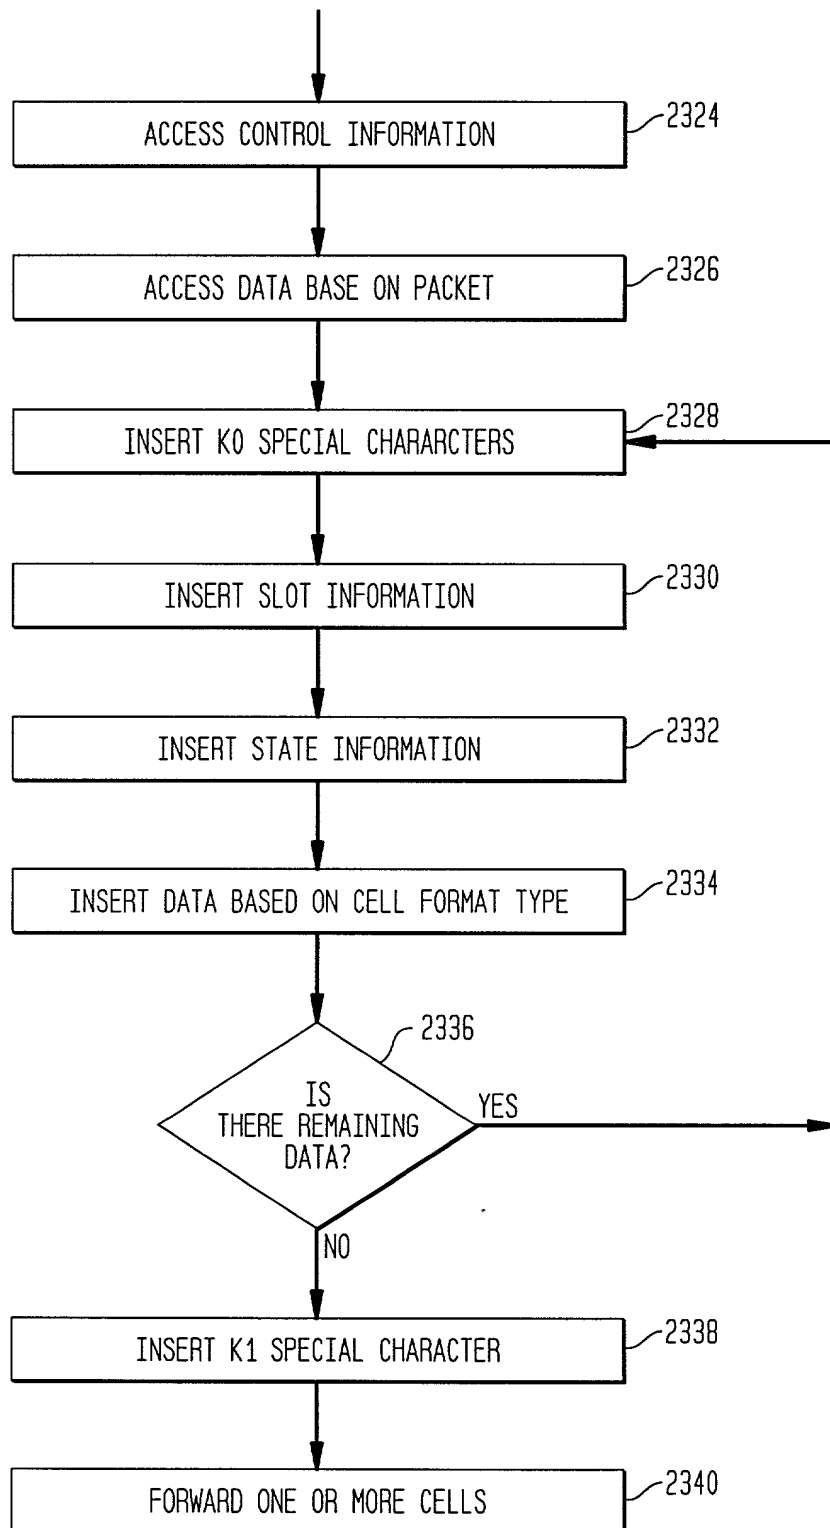 ACCESS CONTROL INFORMATION
2324
ACCESS DATA BASE ON PACKET
2326
INSERT K0 SPECIAL CHARARCTERS
2328
INSERT SLOT INFORMATION
2330
INSERT STATE INFORMATION
2332
INSERT DATA BASED ON CELL FORMAT TYPE
2334
2336
IS
THERE REMAINING
DATA?
YES
NO
INSERT K1 SPECIAL CHARACTER
2338
FORWARD ONE OR MORE CELLS
2340